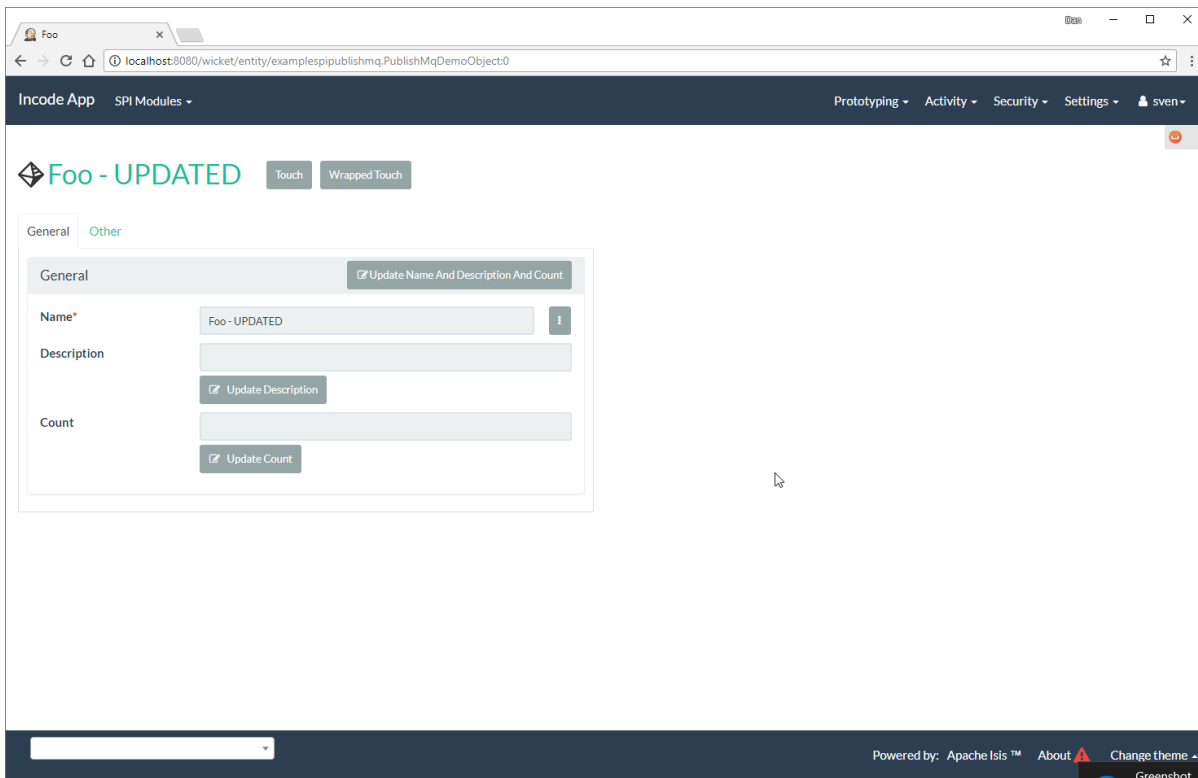 Foo
Dan
localhost:8080/wicket/entity/examplespipublishmq.PublishMqDemoObject:0
Incode App SPI Modules Prototyping Activity Security Settings sven
Foo - UPDATED Touch Wrapped Touch
General Other
General Update Name And Description And Count
Name* Foo - UPDATED
Description
Update Description
Count
Update Count
Powered by: Apache Isis ™ About Change theme
Greenshot